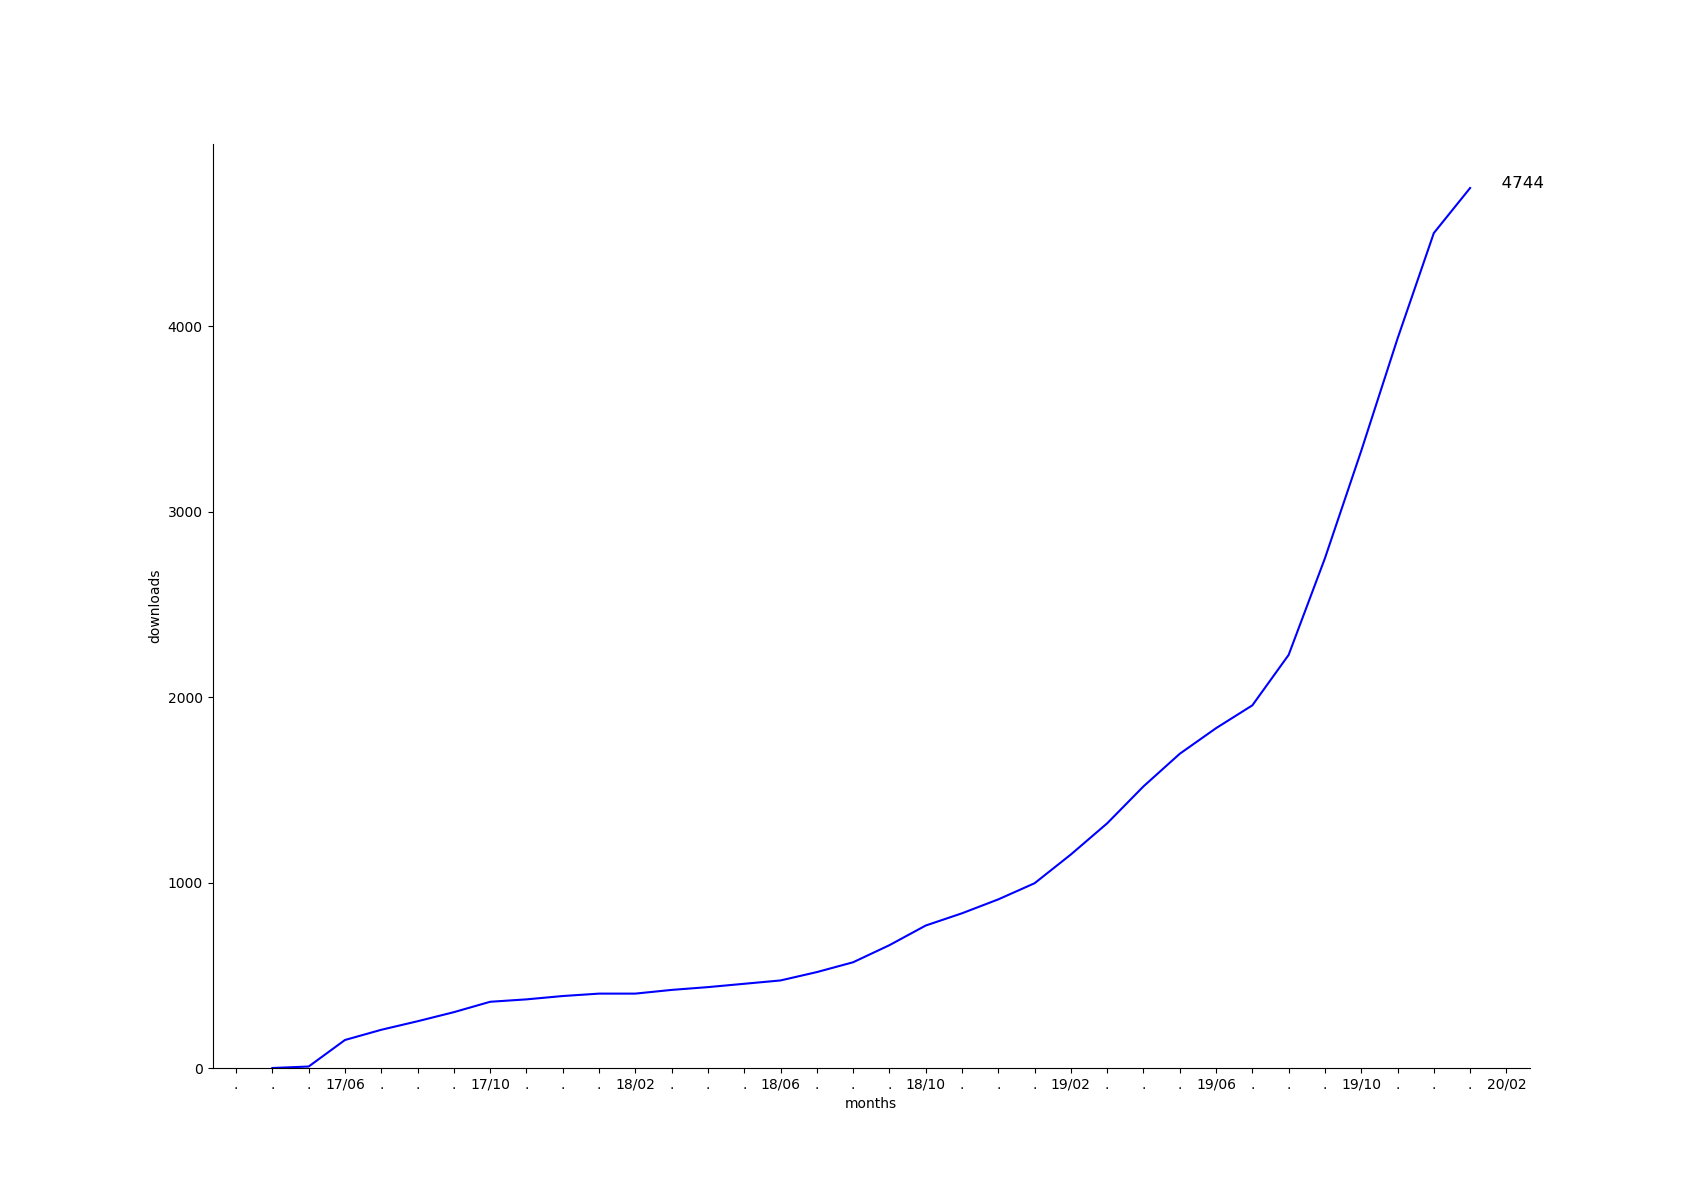 4744
4000
3000
2000
1000
0
downloads
. . . 17/06 . . . 17/10 . . . 18/02 . . . 18/06 . . . 18/10 . . . 19/02 . . . 19/06 . . . 19/10 . . . 20/02
months